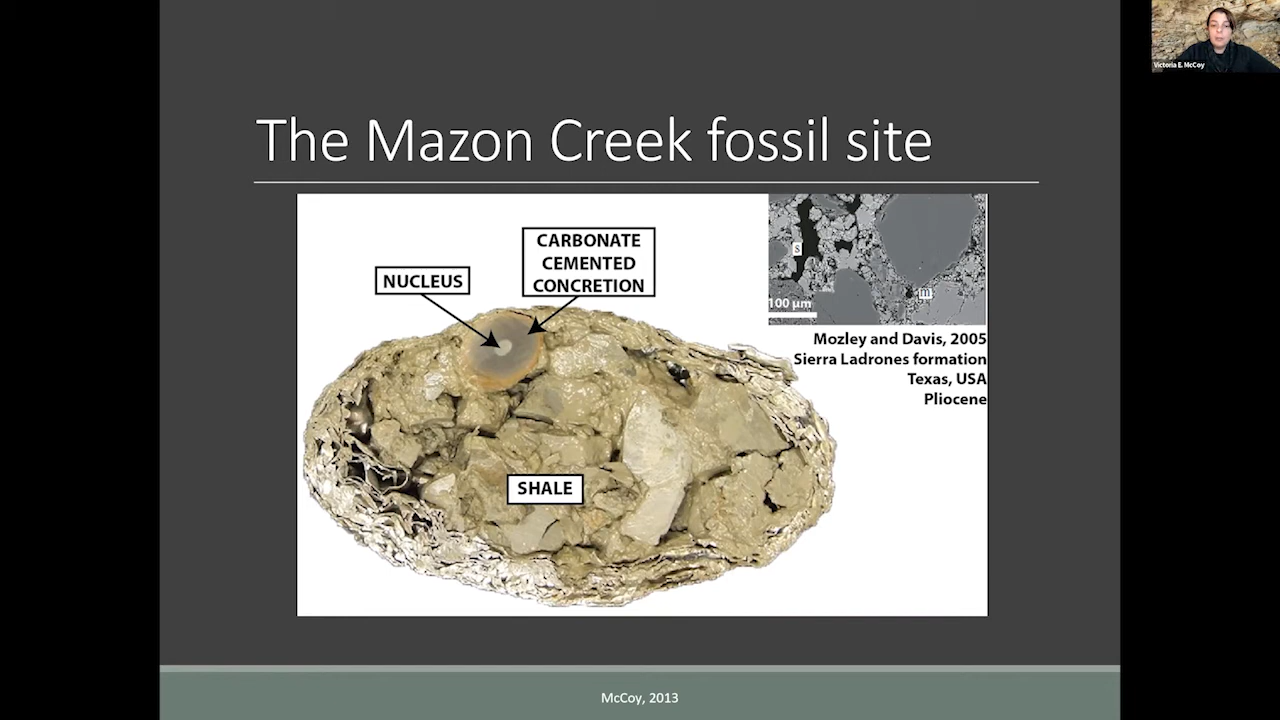 Victoria E. McCoy
The Mazon Creek fossil site
CARBONATE
CEMENTED
CONCRETION
NUCLEUS
SHALE
s
m
100 µm
Mozley and Davis, 2005
Sierra Ladrones formation
Texas, USA
Pliocene
McCoy, 2013